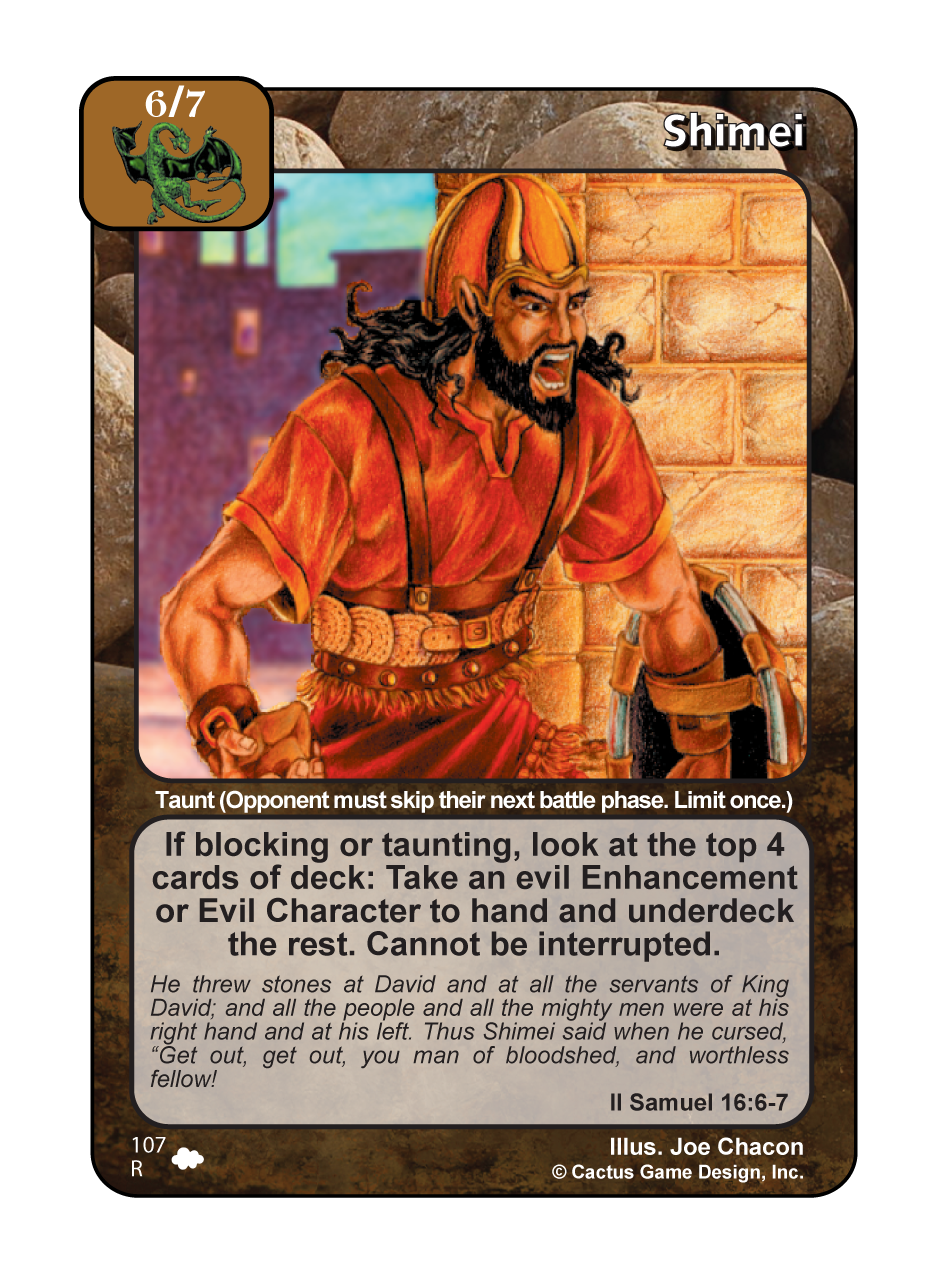 6/7
Shimei
Taunt (Opponent must skip their next battle phase. Limit once.)
If blocking or taunting, look at the top 4
cards of deck: Take an evil Enhancement
or Evil Character to hand and underdeck
the rest. Cannot be interrupted.
He threw stones at David and at all the servants of King
David; and all the people and all the mighty men were at his
right hand and at his left. Thus Shimei said when he cursed,
“Get out, get out, you man of bloodshed, and worthless
fellow!
II Samuel 16:6-7
107
R
Illus. Joe Chacon
© Cactus Game Design, Inc.